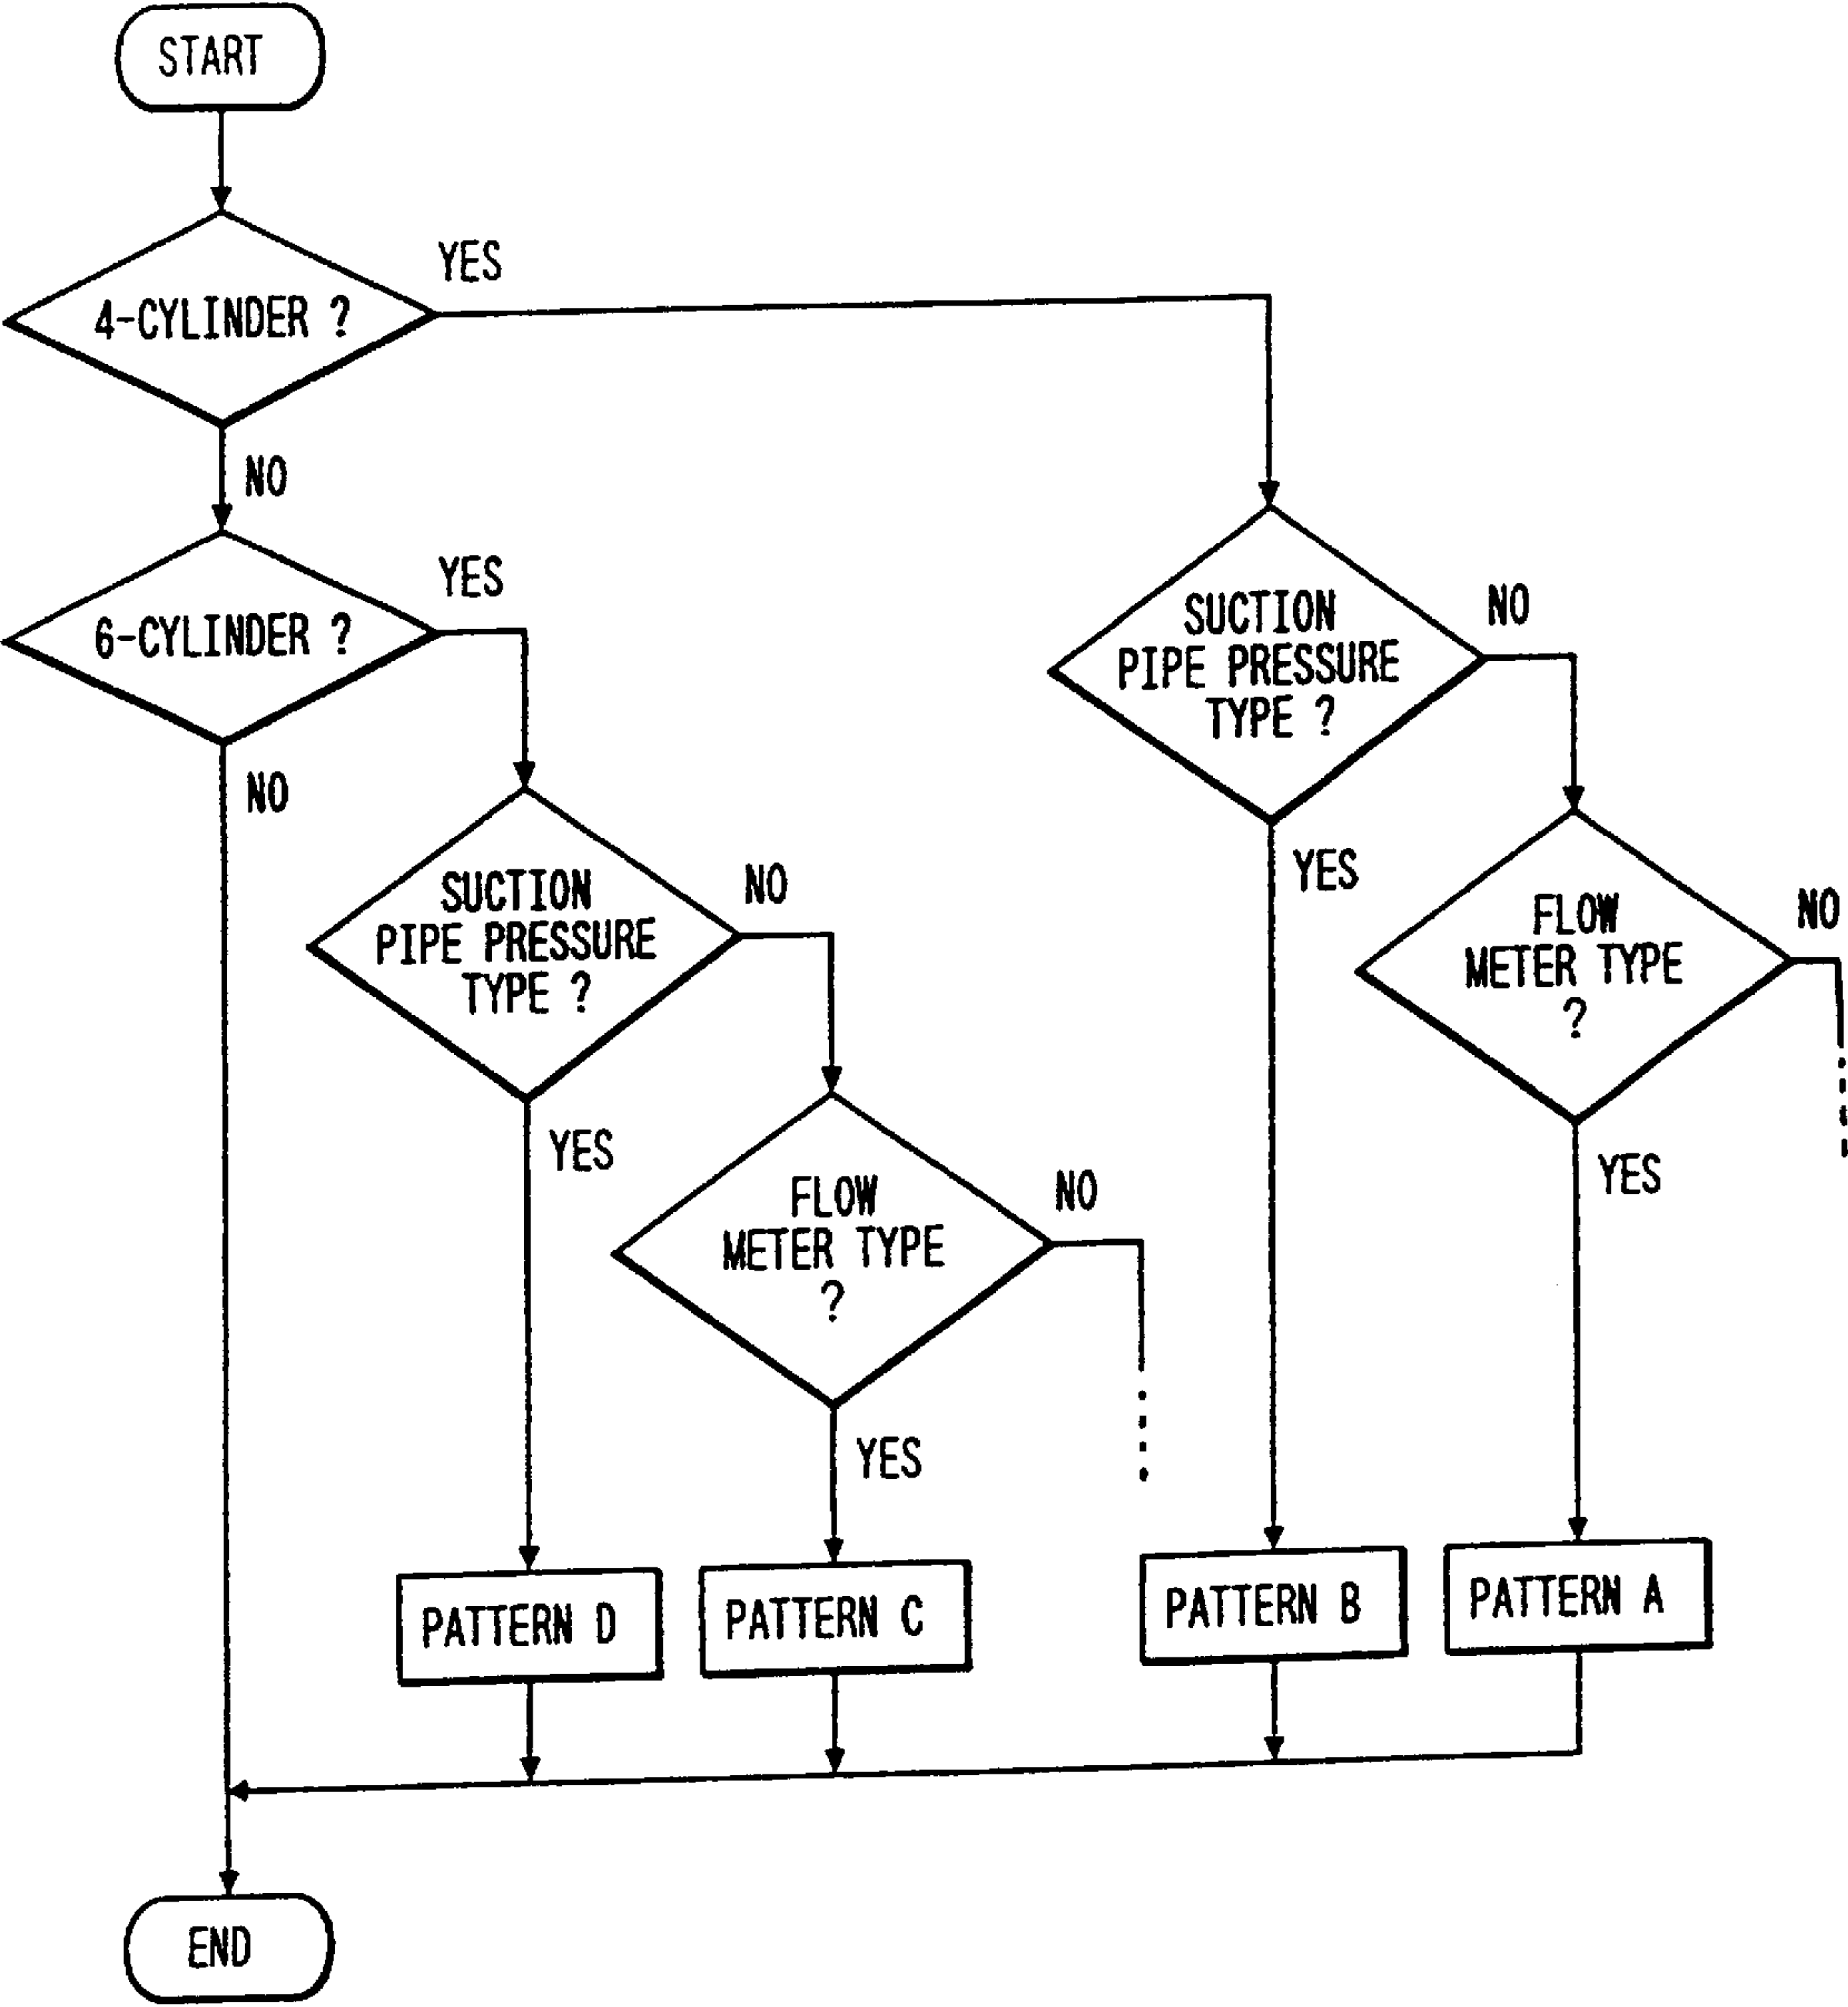 START
4-CYLINDER ?
YES
NO
6-CYLINDER ?
YES
NO
SUCTION
PIPE PRESSURE
TYPE ?
NO
YES
FLOW
METER TYPE
?
NO
YES
SUCTION
PIPE PRESSURE
TYPE ?
NO
YES
FLOW
METER TYPE
?
NO
YES
PATTERN D
PATTERN C
PATTERN B
PATTERN A
END